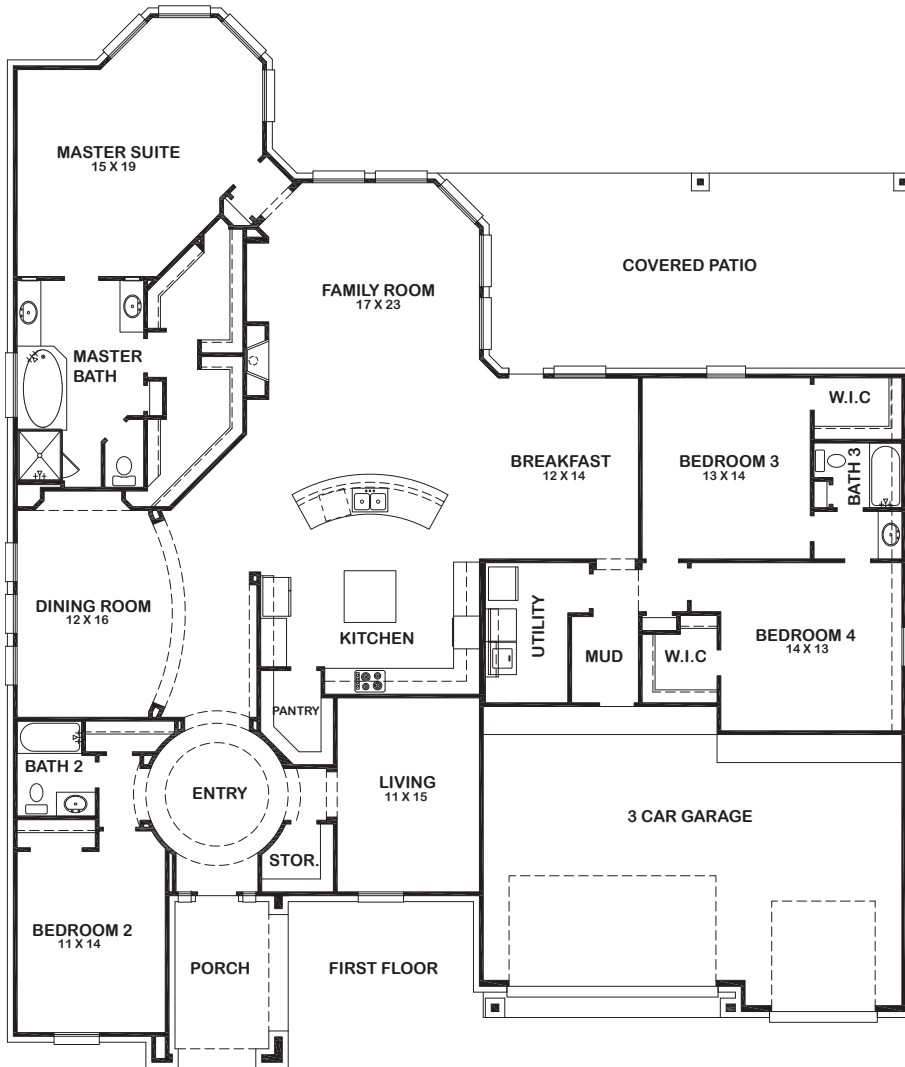 MASTER SUITE
15 X 19
COVERED PATIO
FAMILY ROOM
17 X 23
MASTER
BATH
W.I.C
BREAKFAST
12 X 14
BEDROOM 3
13 X 14
BATH 3
DINING ROOM
12 X 16
KITCHEN
UTILITY
MUD
W.I.C
BEDROOM 4
14 X 13
PANTRY
BATH 2
ENTRY
LIVING
11 X 15
3 CAR GARAGE
STOR.
BEDROOM 2
11 X 14
PORCH
FIRST FLOOR